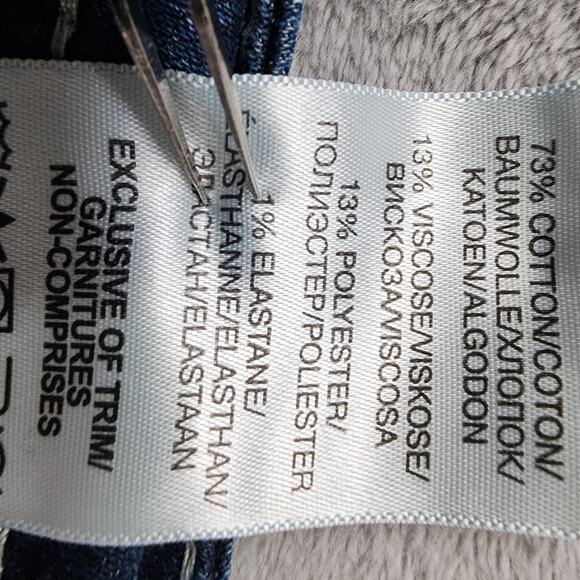 73% COTTON/COTON/
BAUMWOLLE/ХЛОПОК/
KATOEN/ALGODON
13% VISCOSE/VISKOSE/
ВИСКОЗА/VISCOSA
13% POLYESTER/
ПОЛИЭСТЕР/POLIESTER
1% ELASTANE/
ÉLASTHANNE/ELASTHAN/
ЭЛАСТАН/ELASTAAN
EXCLUSIVE OF TRIM/
GARNITURES
NON-COMPRISES